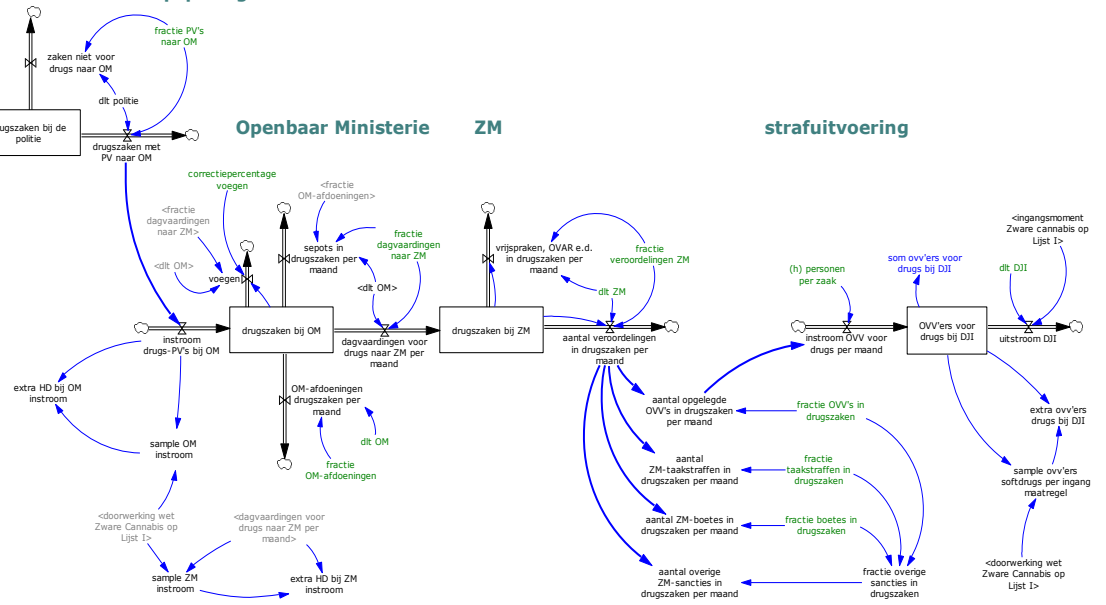 fractie PV's
naar OM
zaken niet voor
drugs naar OM
dlt politie
bij de
politie
drugszaken met
PV naar OM
Openbaar Ministerie
ZM
strafuitvoering
correctiepercentage
voegen
<fractie
dagvaardingen
naar ZM>
<dlt OM>
voegen
<fractie
OM-afdoeningen>
sepots in
drugszaken per
maand
fractie
dagvaardingen
naar ZM
<dlt OM>
vrijspraken, OVAR e.d.
in drugszaken per
maand
fractie
veroordelingen ZM
dlt ZM
(h) personen
per zaak
som ovv'ers voor
drugs bij DJI
dlt DJI
<ingangsmoment
Zware cannabis op
Lijst I>
instroom
drugs-PV's bij OM
drugszaken bij OM
dagvaardingen voor
drugs naar ZM per
maand
drugszaken bij ZM
aantal veroordelingen
in drugszaken per
maand
instroom OVV voor
drugs per maand
OVV'ers voor
drugs bij DJI
uitstroom DJI
extra HD bij OM
instroom
OM-afdoeningen
drugszaken per
maand
dlt OM
fractie
OM-afdoeningen
sample OM
instroom
aantal opgelegde
OVV's in drugszaken
per maand
fractie OVV's in
drugszaken
extra ovv'ers
drugs bij DJI
aantal
ZM-taakstraffen in
drugszaken per maand
fractie
taakstraffen in
drugszaken
sample ovv'ers
softdrugs per ingang
maatregel
<doorwerking wet
Zware Cannabis op
Lijst I>
<dagvaardingen voor
drugs naar ZM per
maand>
aantal ZM-boetes in
drugszaken per maand
fractie boetes in
drugszaken
sample ZM
instroom
extra HD bij ZM
instroom
aantal overige
ZM-sancties in
drugszaken per maand
fractie overige
sancties in
drugszaken
<doorwerking wet
Zware Cannabis op
Lijst I>